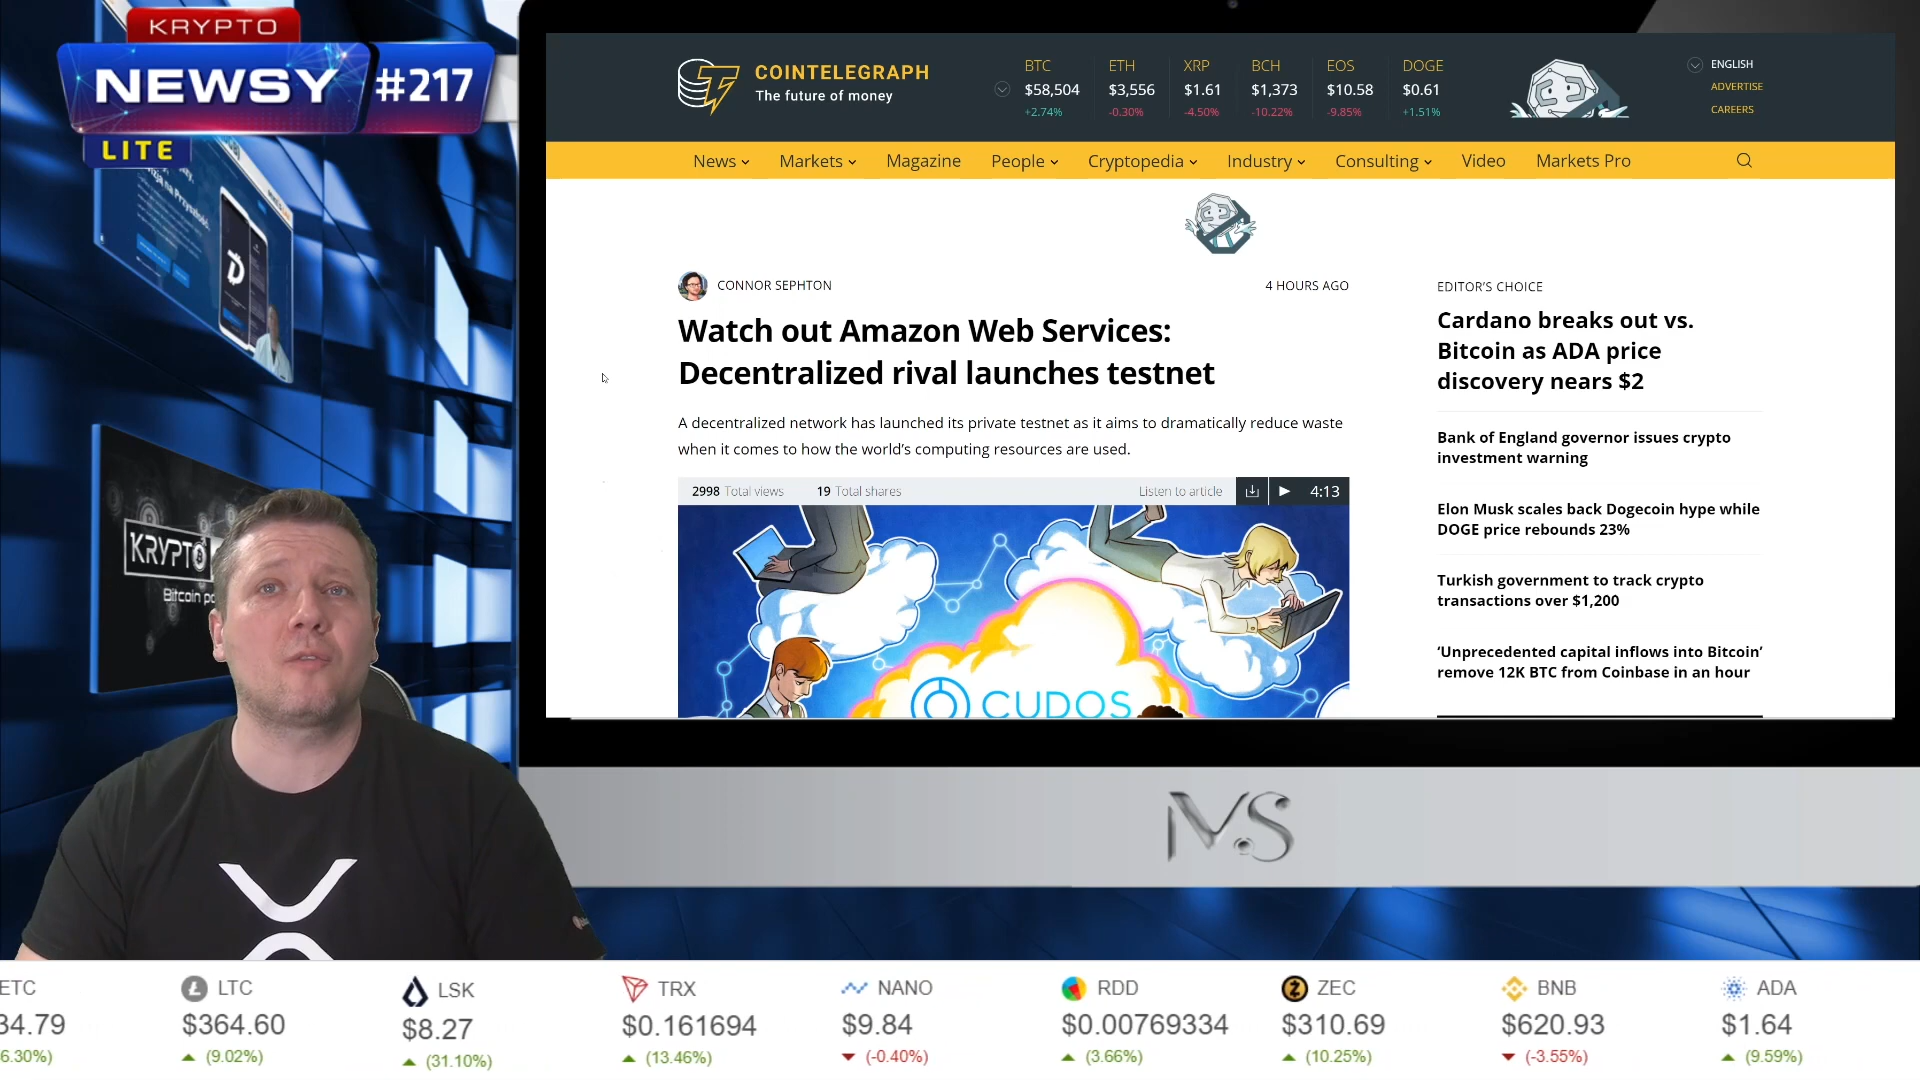 KRYPTO
NEWSY #217
LITE
KRYPTO
Bitcoin
COINTELEGRAPH
The future of money
BTC
$58,504
+2.74%
ETH
$3,556
-0.30%
XRP
$1.61
-4.50%
BCH
$1,373
-10.22%
EOS
$10.58
-9.85%
DOGE
$0.61
+1.51%
ENGLISH
ADVERTISE
CAREERS
News Markets Magazine People Cryptopedia Industry Consulting Video Markets Pro
CONNOR SEPHTON
4 HOURS AGO
Watch out Amazon Web Services:
Decentralized rival launches testnet
A decentralized network has launched its private testnet as it aims to dramatically reduce waste
when it comes to how the world's computing resources are used.
2998 Total views 19 Total shares Listen to article 4:13
CUDOS
EDITOR'S CHOICE
Cardano breaks out vs.
Bitcoin as ADA price
discovery nears $2
Bank of England governor issues crypto
investment warning
Elon Musk scales back Dogecoin hype while
DOGE price rebounds 23%
Turkish government to track crypto
transactions over $1,200
‘Unprecedented capital inflows into Bitcoin’
remove 12K BTC from Coinbase in an hour
MS
ETC
34.79
6.30%)
LTC
$364.60
(9.02%)
LSK
$8.27
(31.10%)
TRX
$0.161694
(13.46%)
NANO
$9.84
(-0.40%)
RDD
$0.00769334
(3.66%)
ZEC
$310.69
(10.25%)
BNB
$620.93
(-3.55%)
ADA
$1.64
(9.59%)